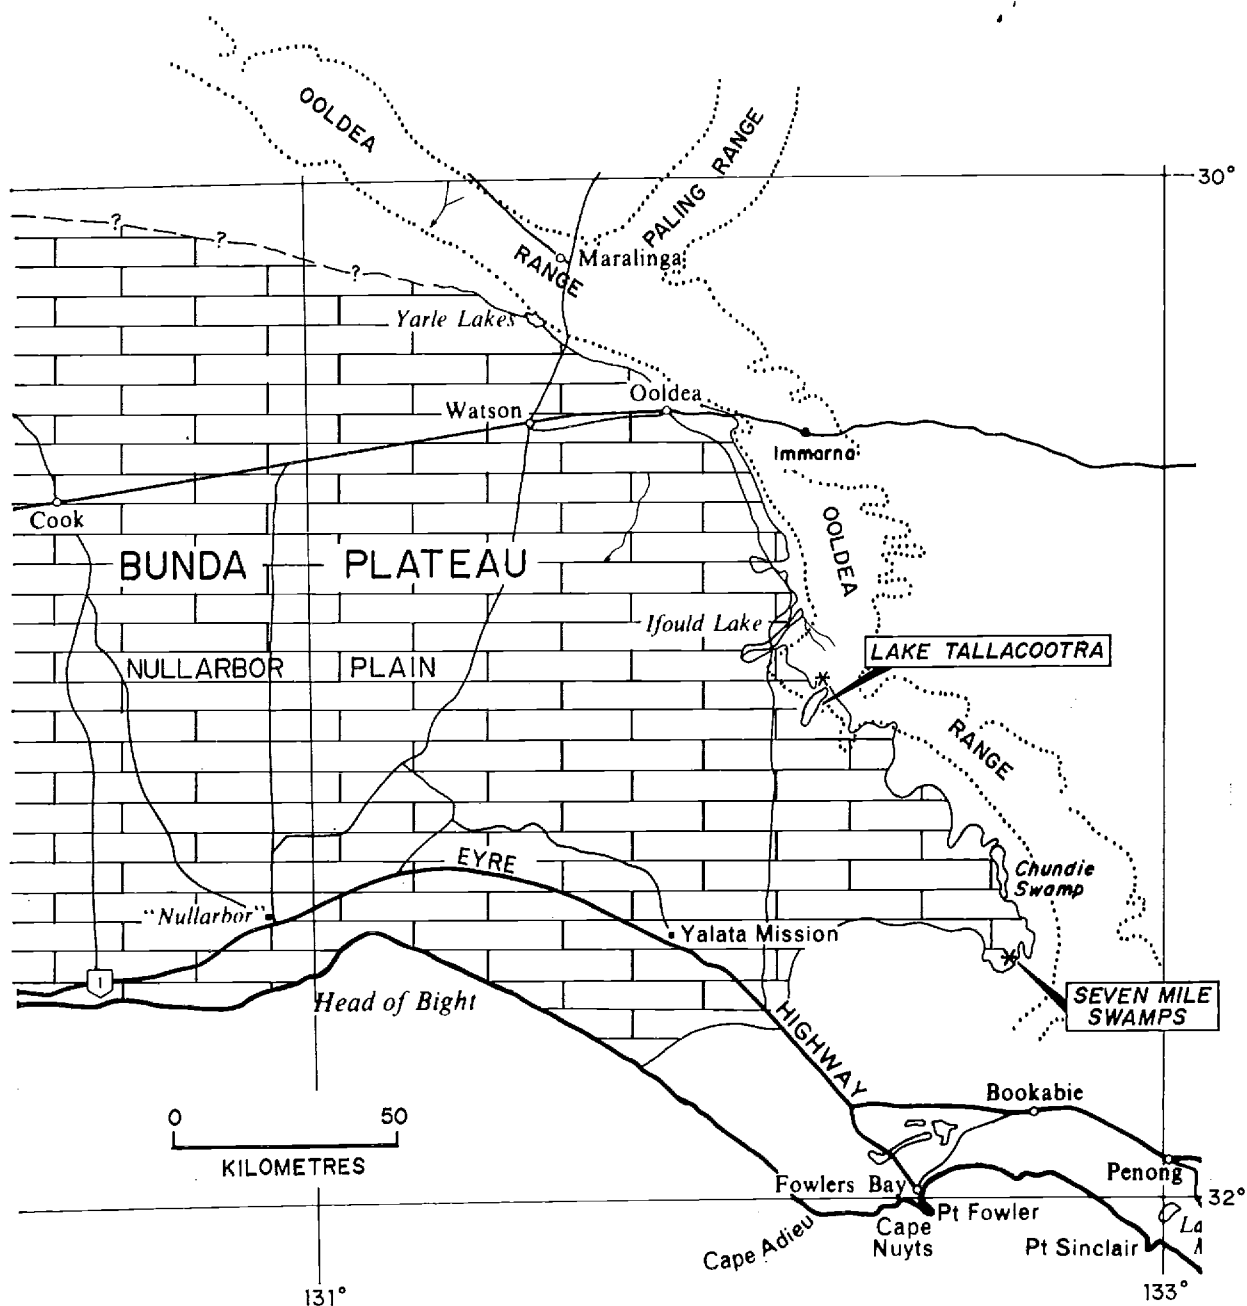 OOLDEA
PALING RANGE
30°
?
?
?
RANGE
Maralinga
Yarle Lakes
Ooldea
Watson
Immarna
Cook
OOLDEA
BUNDA PLATEAU
Ifould Lake
LAKE TALLACOOTRA
NULLARBOR PLAIN
RANGE
EYRE
Chundie
Swamp
"Nullarbor"
Yalata Mission
1
SEVEN MILE
SWAMPS
Head of Bight
HIGHWAY
Bookabie
0 50
KILOMETRES
Penong
Fowlers Bay
32°
Pt Fowler
Cape
Nuyts
Cape Adieu
Pt Sinclair
La
131°
133°